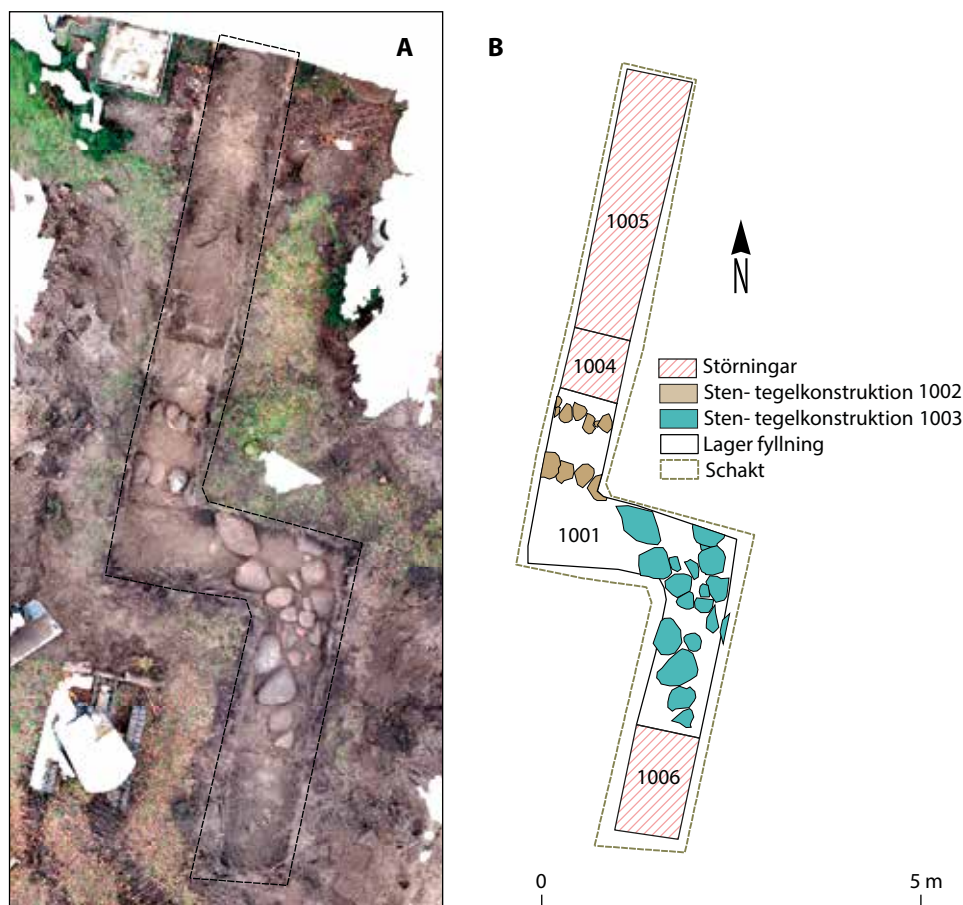 A
B
1005
N
1004
Störningar
Sten- tegelkonstruktion 1002
Sten- tegelkonstruktion 1003
Lager fyllning
Schakt
1001
1006
0 5 m